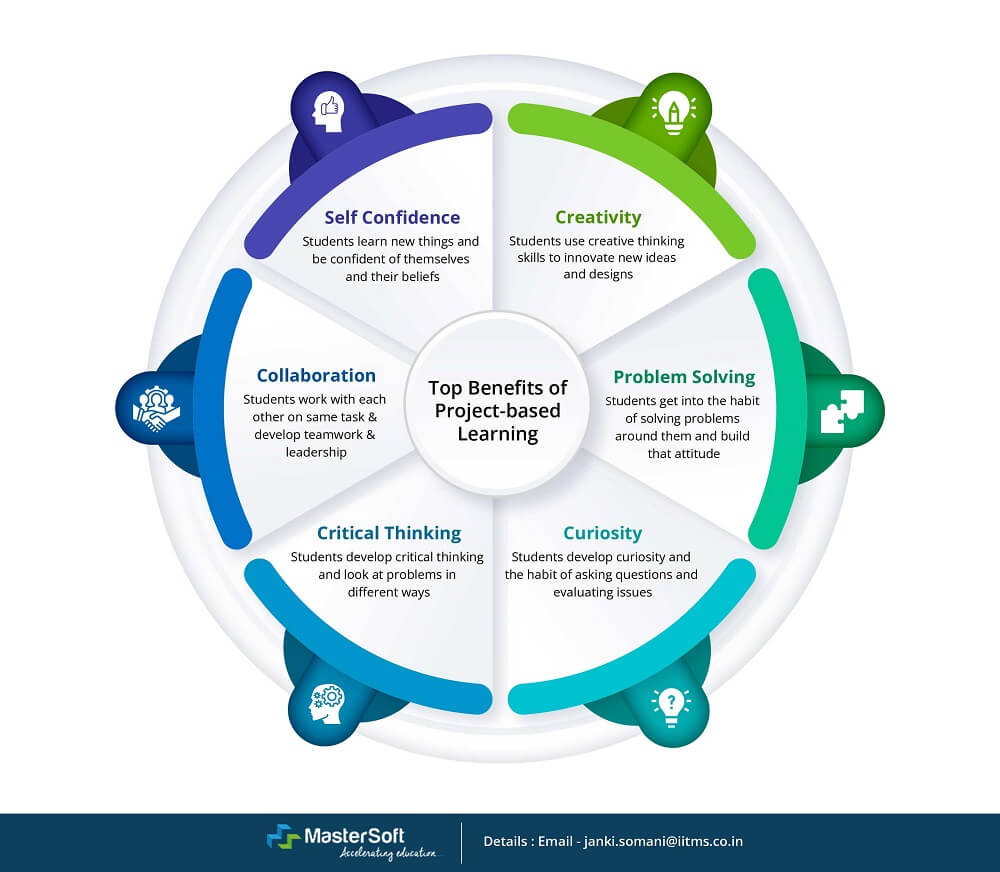 Self Confidence
Students learn new things and
be confident of themselves
and their beliefs
Creativity
Students use creative thinking
skills to innovate new ideas
and designs
Collaboration
Students work with each
other on same task &
develop teamwork &
leadership
Top Benefits of
Project-based
Learning
Problem Solving
Students get into the habit
of solving problems
around them and build
that attitude
Critical Thinking
Students develop critical thinking
and look at problems in
different ways
Curiosity
Students develop curiosity and
the habit of asking questions and
evaluating issues
?
MasterSoft
Accelerating education...
Details : Email - janki.somani@iitms.co.in